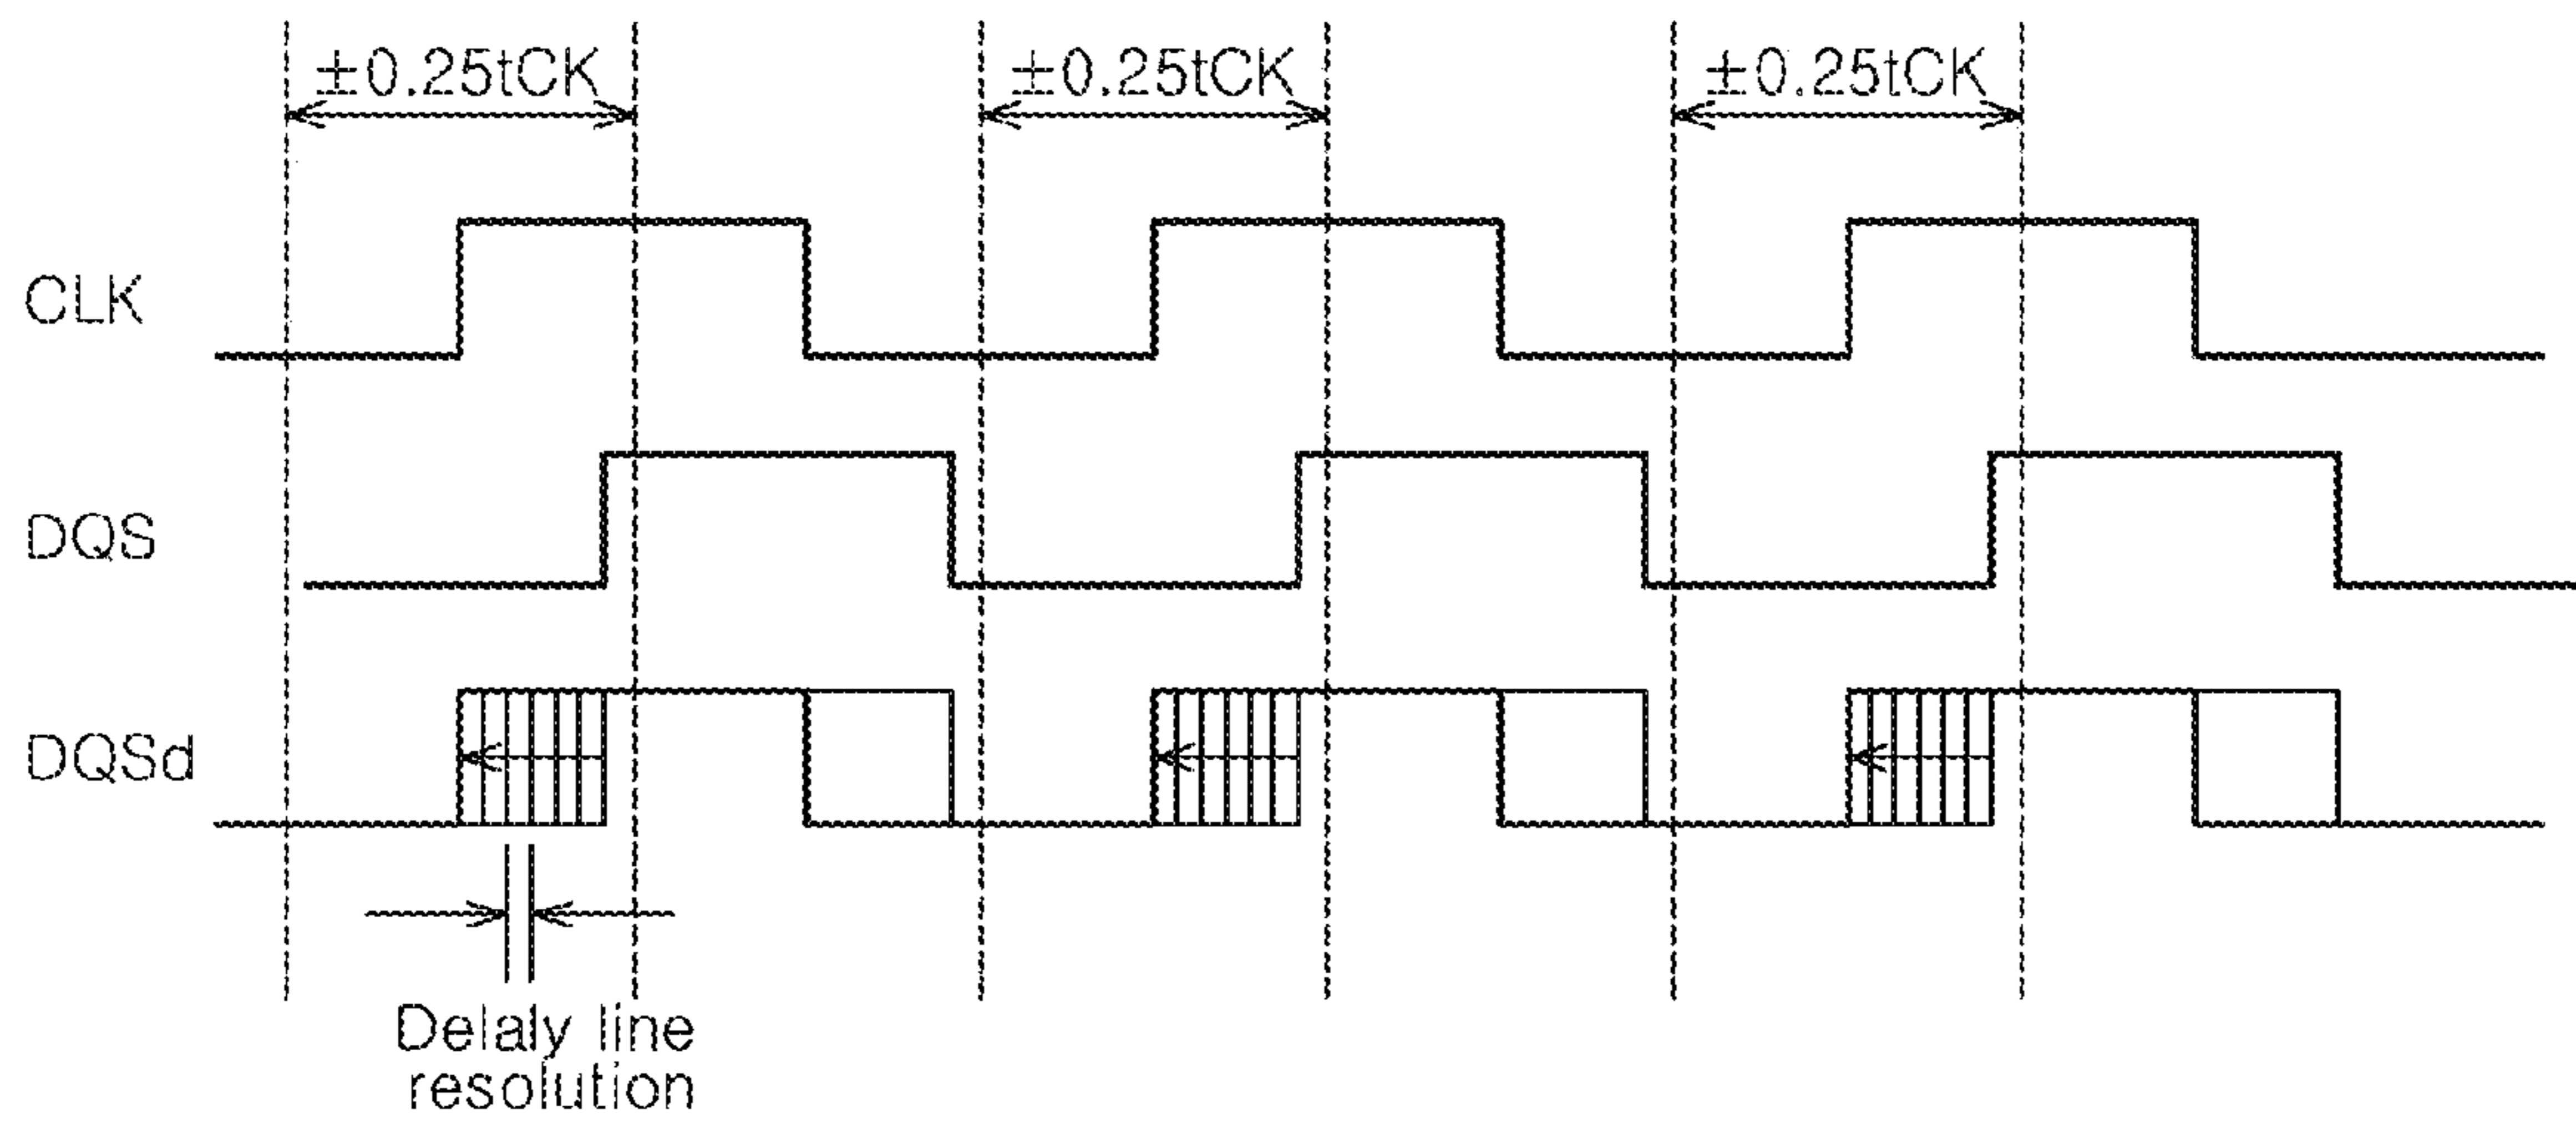 ±0.25tCK ±0.25tCK ±0.25tCK
CLK
DQS
DQSd
Delaly line
resolution